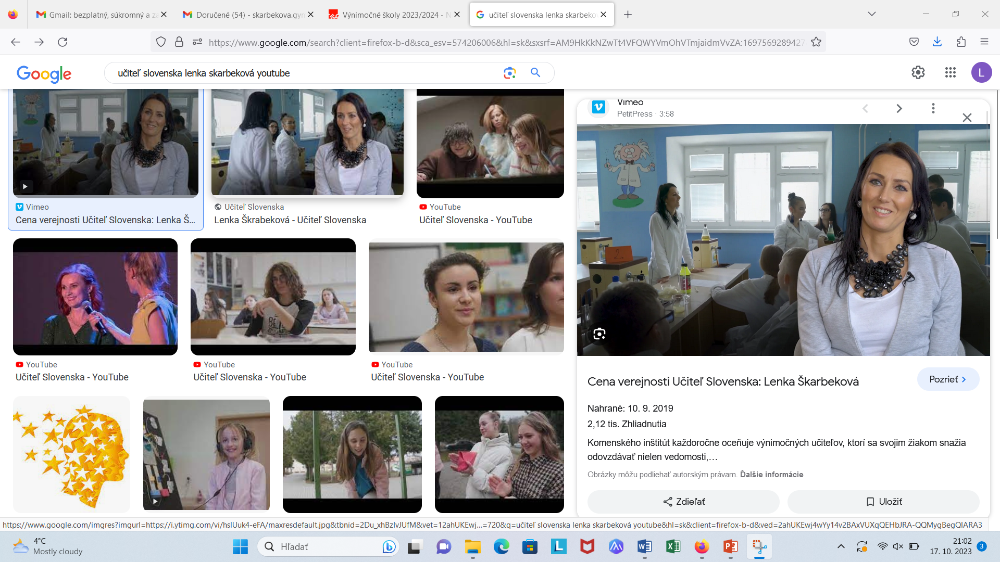 Gmail: bezplatný, súkromný a za
Doručené (54) - skarbekova.gym
Výnimočné školy 2023/2024 - N
učiteľ slovenska lenka skarbeko
https://www.google.com/search?client=firefox-b-d&sca_esv=574206006&hl=sk&sxsrf=AM9HkKkNZwTt4VFQWYVmOhVTmjaidmVvZA:1697569289427
Google
učiteľ slovenska lenka skarbeková youtube
L
Vimeo
Cena verejnosti Učiteľ Slovenska: Lenka Š...
Učiteľ Slovenska
Lenka Škrabeková - Učiteľ Slovenska
YouTube
Učiteľ Slovenska - YouTube
YouTube
Učiteľ Slovenska - YouTube
YouTube
Učiteľ Slovenska - YouTube
YouTube
Učiteľ Slovenska - YouTube
Vimeo
PetitPress · 3:58
2.
Cena verejnosti Učiteľ Slovenska: Lenka Škarbeková
Pozrieť
Nahrané: 10. 9. 2019
2,12 tis. Zhliadnutia
Komenského inštitút každoročne oceňuje výnimočných učiteľov, ktorí sa svojim žiakom snažia
odovzdávať nielen vedomosti,...
Obrázky môžu podliehať autorským právam. Ďalšie informácie
Zdieľať
Uložiť
https://www.google.com/imgres?imgurl=https://i.ytimg.com/vi/hslUuk4-eFA/maxresdefault.jpg&tbnid=2Du_xhBzIvJUfM&vet=12ahUKEwj...=720&q=učiteľ slovenska lenka skarbeková youtube&hl=sk&client=firefox-b-d&ved=2ahUKEwj4wYy14v2BAxVUXqQEHbJRA-QQMygBegQIARA3
4°C
Mostly cloudy
Hľadať
21:02
17. 10. 2023
3